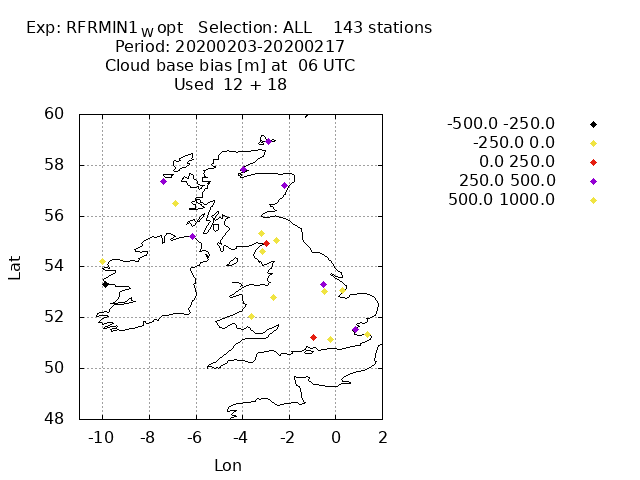 Exp: RFRMIN1wopt Selection: ALL 143 stations
Period: 20200203-20200217
Cloud base bias [m] at 06 UTC
Used 12 + 18
-500.0 -250.0
-250.0 0.0
0.0 250.0
250.0 500.0
500.0 1000.0
60
58
56
54
52
50
48
Lat
-10 -8 -6 -4 -2 0 2
Lon